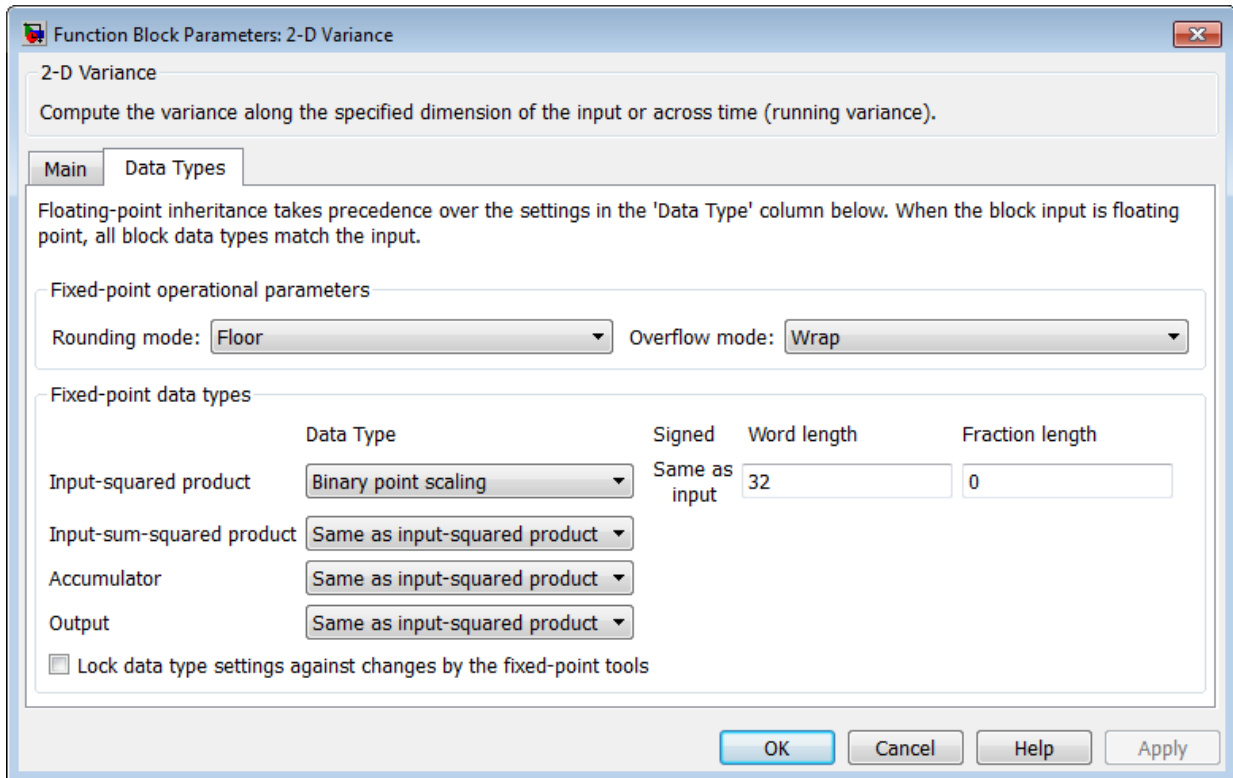 Function Block Parameters: 2-D Variance
2-D Variance
Compute the variance along the specified dimension of the input or across time (running variance).
Main Data Types
Floating-point inheritance takes precedence over the settings in the 'Data Type' column below. When the block input is floating
point, all block data types match the input.
Fixed-point operational parameters
Rounding mode: Floor Overflow mode: Wrap
Fixed-point data types
Data Type Signed Word length Fraction length
Input-squared product Binary point scaling Same as input 32 0
Input-sum-squared product Same as input-squared product
Accumulator Same as input-squared product
Output Same as input-squared product
Lock data type settings against changes by the fixed-point tools
OK Cancel Help Apply